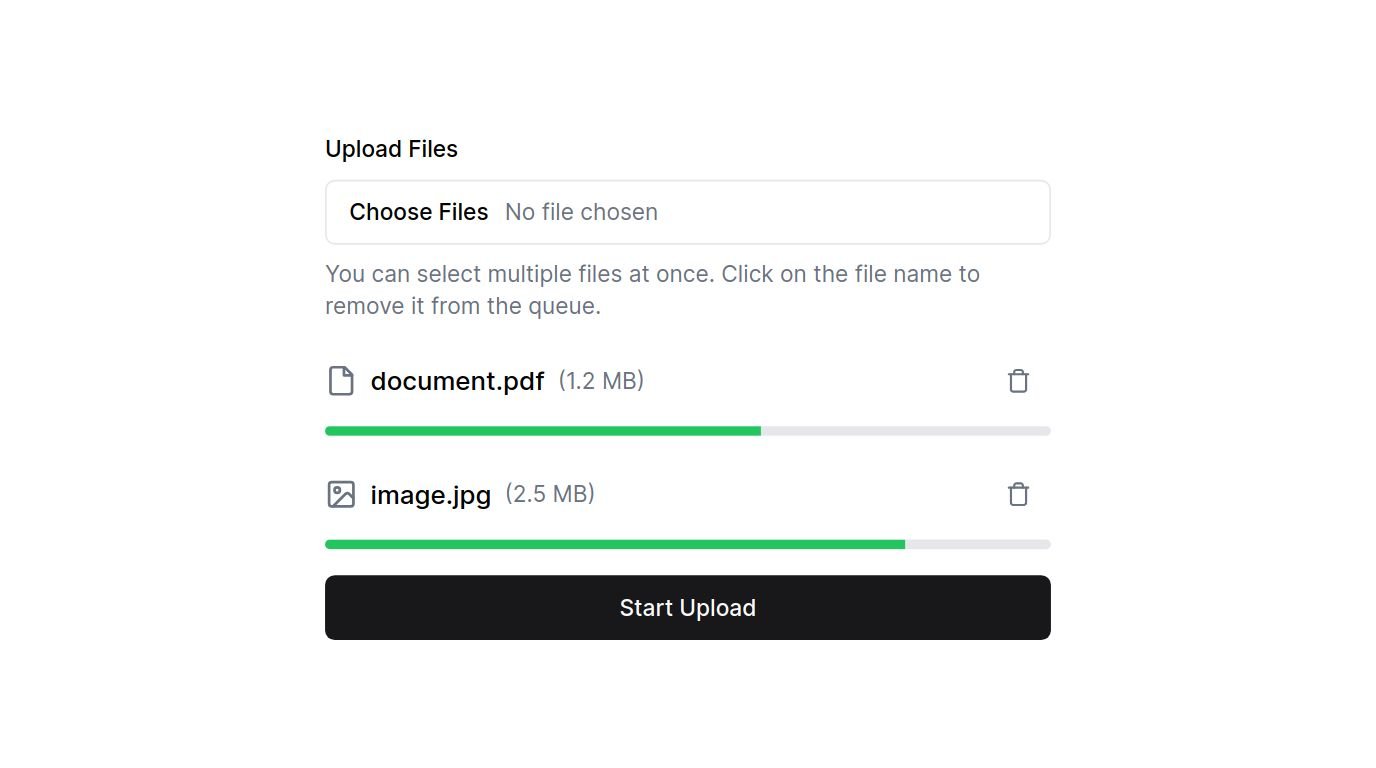 Upload Files
Choose Files No file chosen
You can select multiple files at once. Click on the file name to
remove it from the queue.
document.pdf (1.2 MB)
image.jpg (2.5 MB)
Start Upload